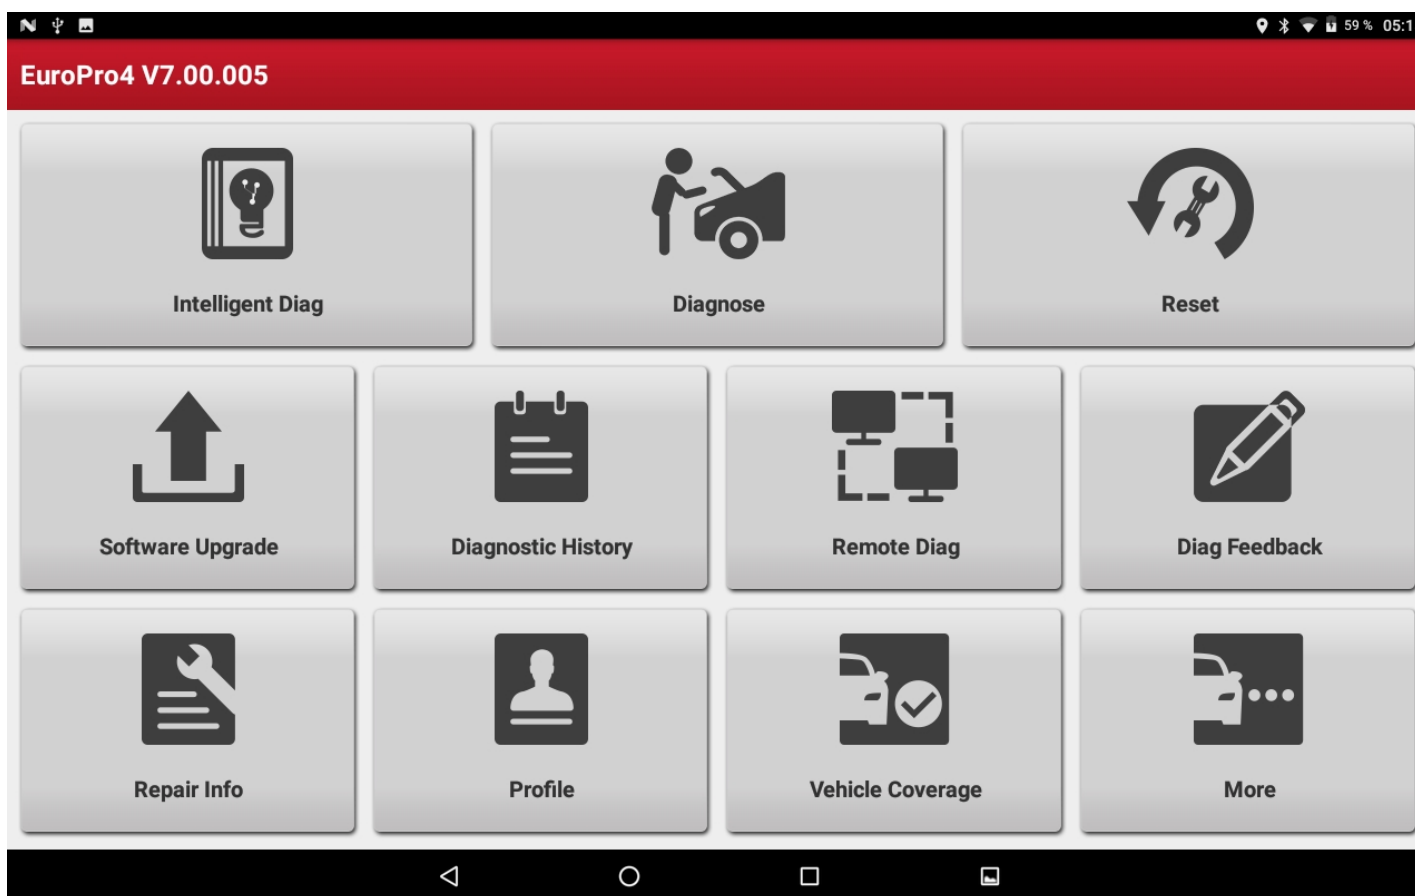 59 % 05:1
EuroPro4 V7.00.005
Intelligent Diag
Diagnose
Reset
Software Upgrade
Diagnostic History
Remote Diag
Diag Feedback
Repair Info
Profile
Vehicle Coverage
More